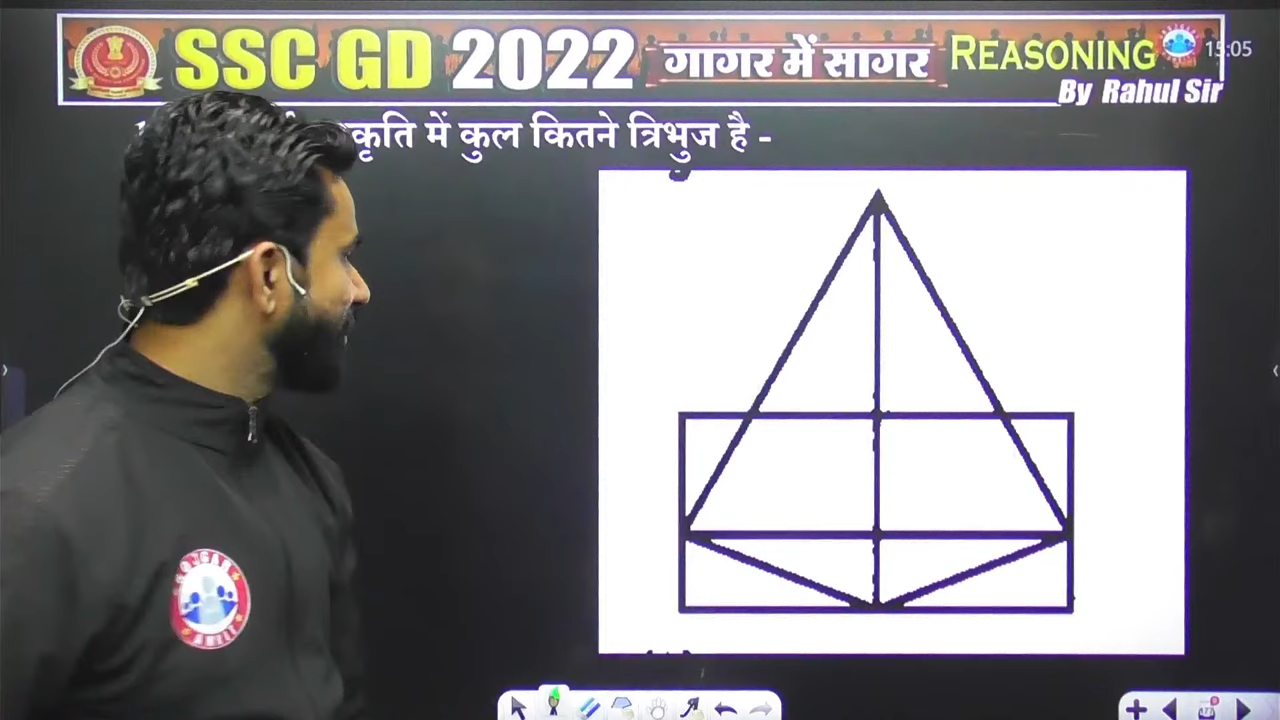 SSC GD 2022 गागर में सागर REASONING 15:05
By Rahul Sir
में कुल कितने त्रिभुज है -